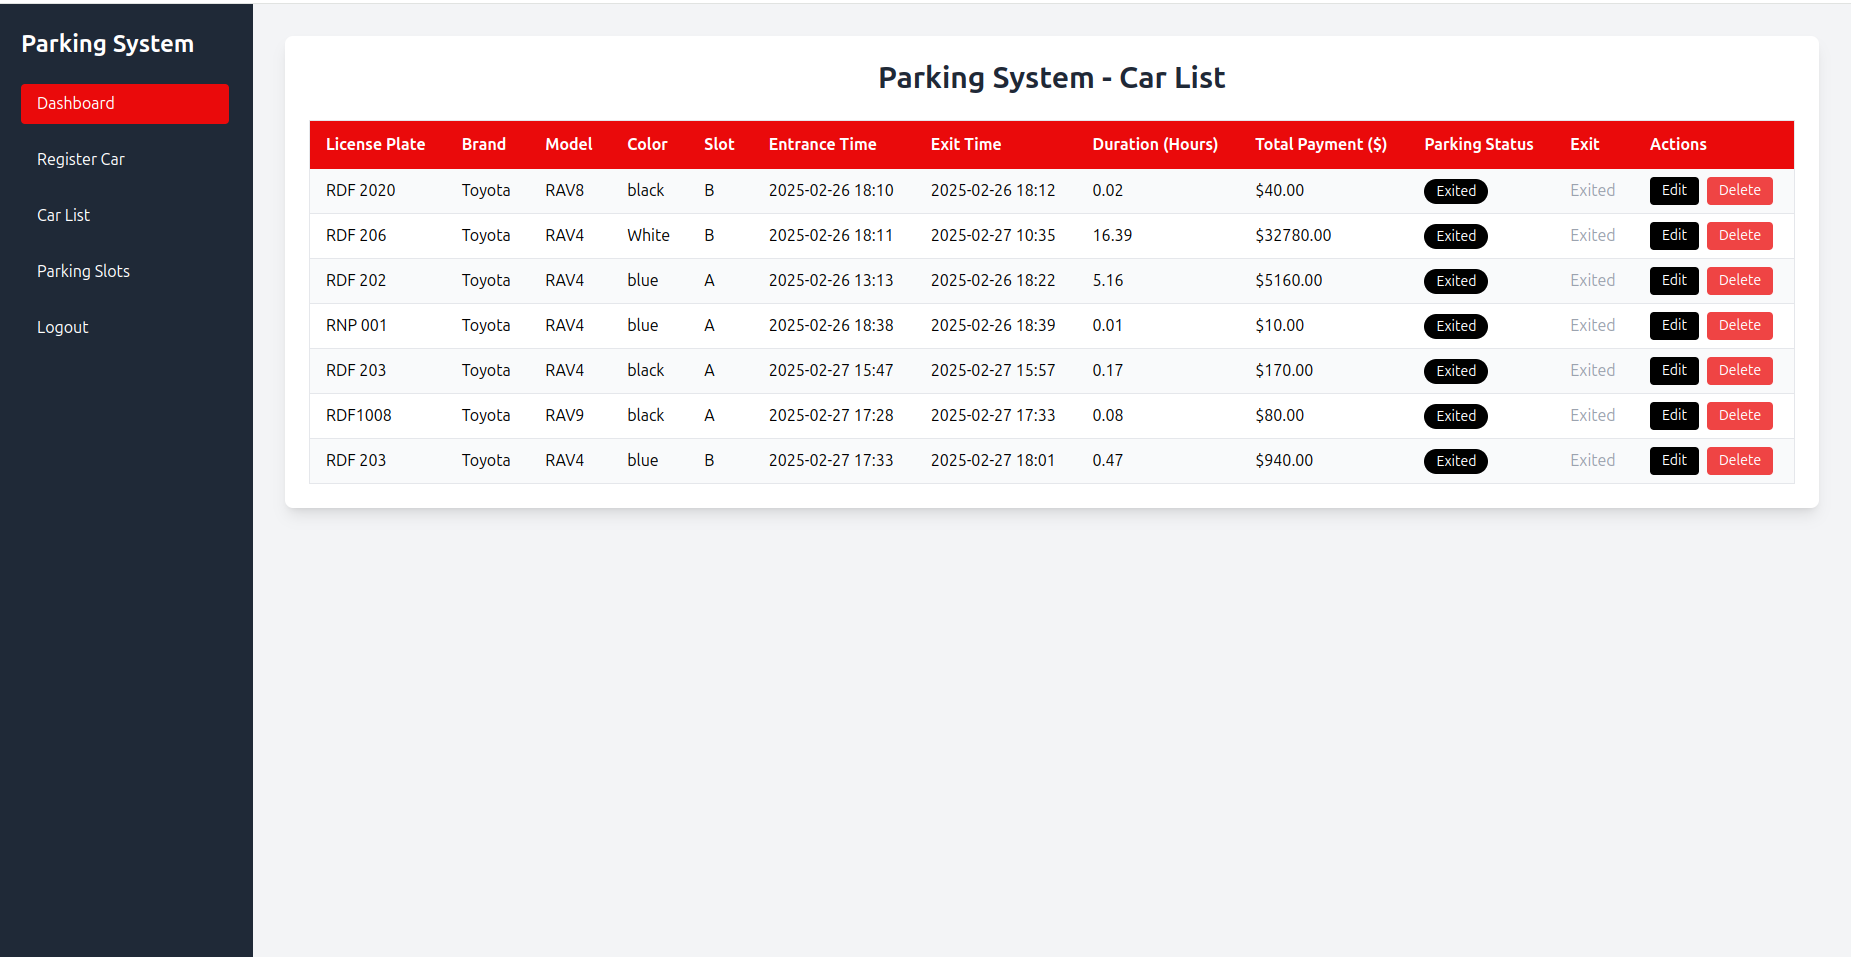 Parking System
Dashboard
Register Car
Car List
Parking Slots
Logout
Parking System - Car List
License Plate Brand Model Color Slot Entrance Time Exit Time Duration (Hours) Total Payment ($) Parking Status Exit Actions
RDF 2020 Toyota RAV8 black B 2025-02-26 18:10 2025-02-26 18:12 0.02 $40.00 Exited Exited Edit Delete
RDF 206 Toyota RAV4 White B 2025-02-26 18:11 2025-02-27 10:35 16.39 $32780.00 Exited Exited Edit Delete
RDF 202 Toyota RAV4 blue A 2025-02-26 13:13 2025-02-26 18:22 5.16 $5160.00 Exited Exited Edit Delete
RNP 001 Toyota RAV4 blue A 2025-02-26 18:38 2025-02-26 18:39 0.01 $10.00 Exited Exited Edit Delete
RDF 203 Toyota RAV4 black A 2025-02-27 15:47 2025-02-27 15:57 0.17 $170.00 Exited Exited Edit Delete
RDF1008 Toyota RAV9 black A 2025-02-27 17:28 2025-02-27 17:33 0.08 $80.00 Exited Exited Edit Delete
RDF 203 Toyota RAV4 blue B 2025-02-27 17:33 2025-02-27 18:01 0.47 $940.00 Exited Exited Edit Delete